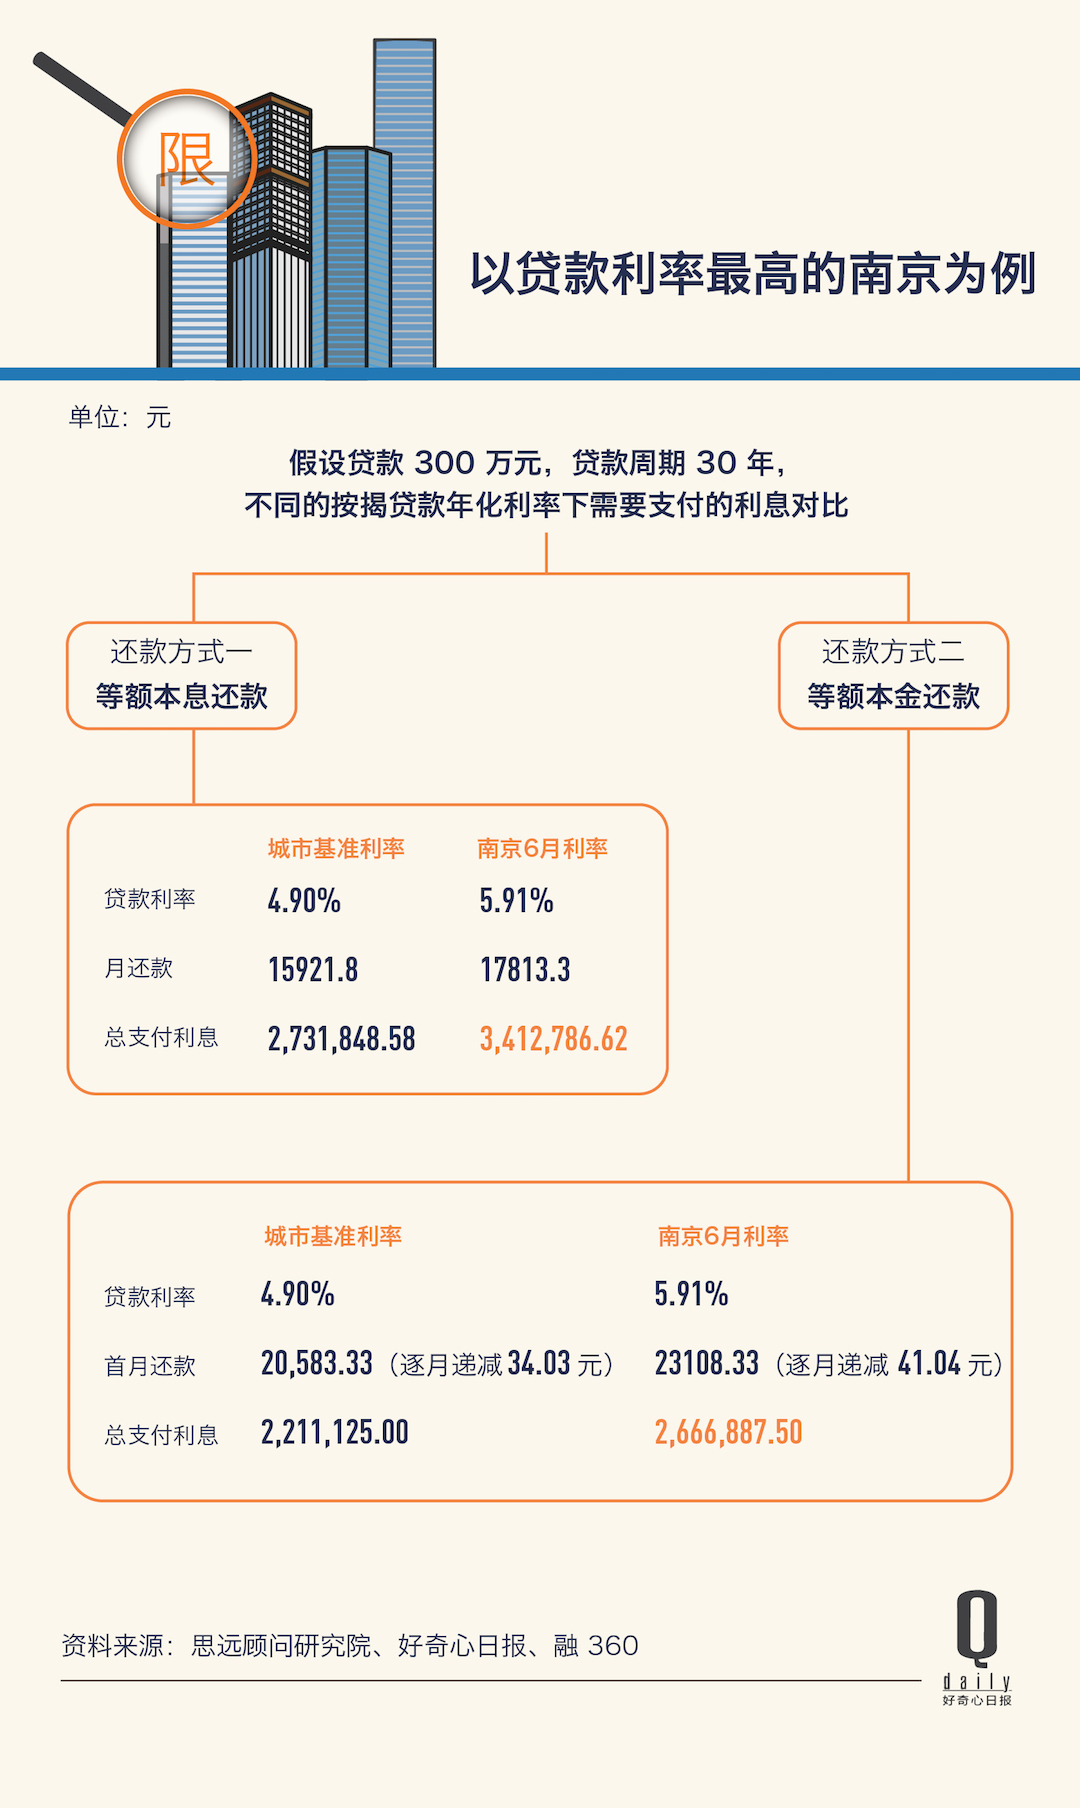 限
以贷款利率最高的南京为例
单位：元
假设贷款 300 万元，贷款周期 30 年，
不同的按揭贷款年化利率下需要支付的利息对比
还款方式一
等额本息还款
还款方式二
等额本金还款
城市基准利率 南京6月利率
贷款利率 4.90% 5.91%
月还款 15921.8 17813.3
总支付利息 2,731,848.58 3,412,786.62
城市基准利率 南京6月利率
贷款利率 4.90% 5.91%
首月还款 20,583.33（逐月递减 34.03 元） 23108.33（逐月递减 41.04 元）
总支付利息 2,211,125.00 2,666,887.50
资料来源：思远顾问研究院、好奇心日报、融 360
Q
daily
好奇心日报